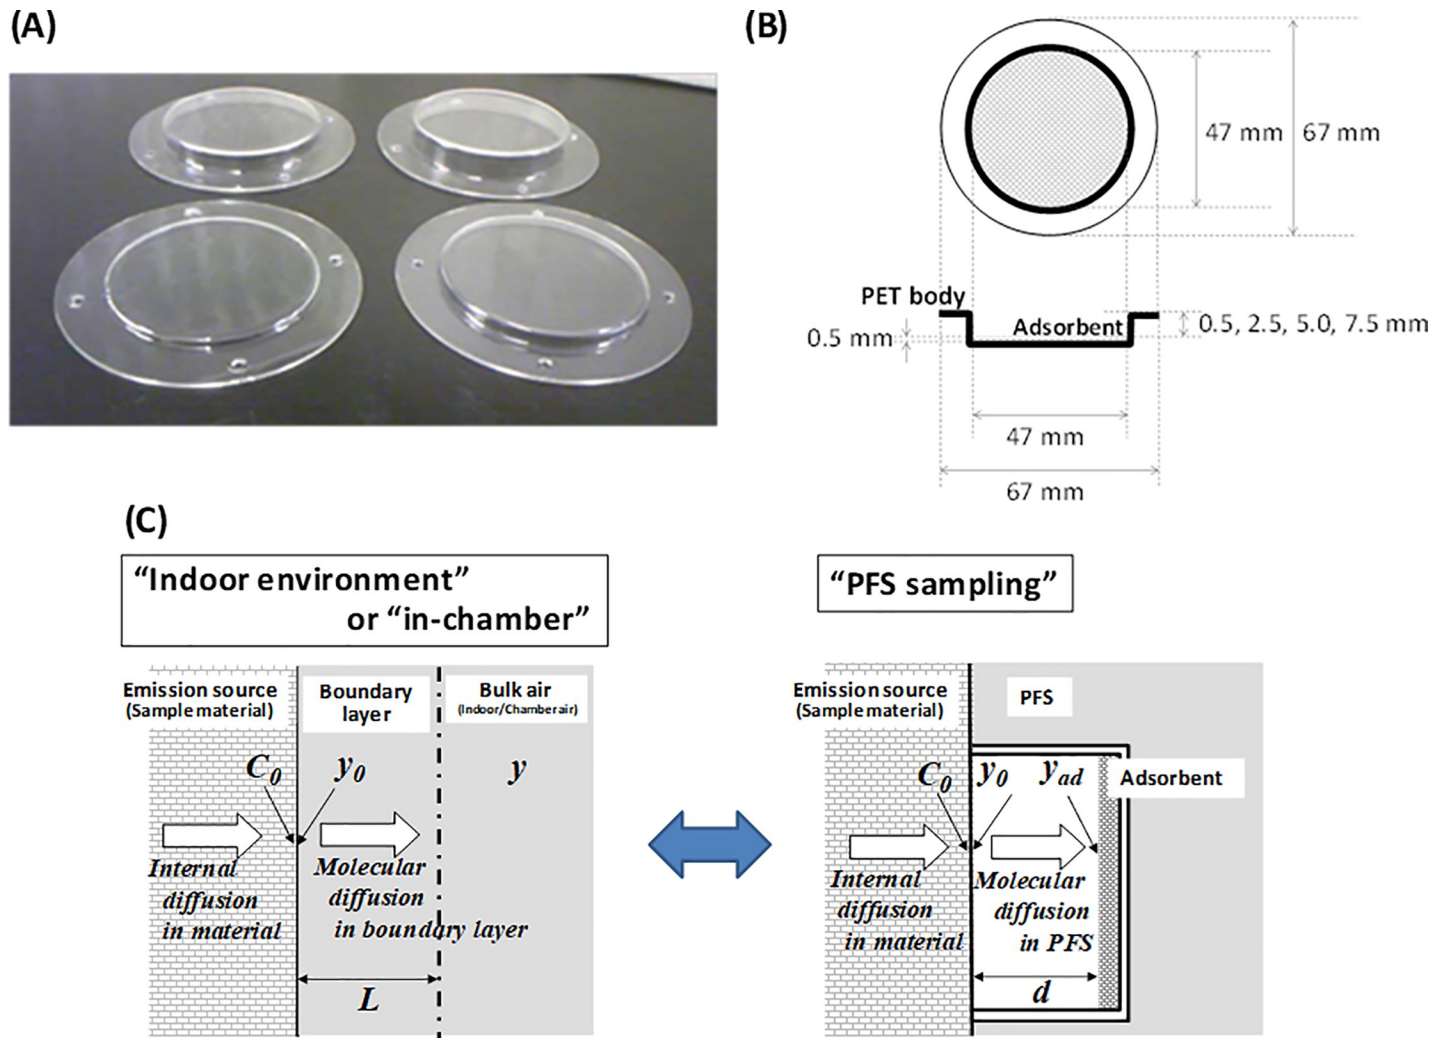 (A)
(B)
47 mm
67 mm
PET body
Adsorbent
0.5 mm
0.5, 2.5, 5.0, 7.5 mm
47 mm
67 mm
(C)
“Indoor environment”
or “in-chamber”
Emission source
(Sample material)
Boundary
layer
Bulk air
(Indoor/Chamber air)
C0
y0
y
Internal
diffusion
in material
Molecular
diffusion
in boundary layer
L
“PFS sampling”
Emission source
(Sample material)
PFS
C0
y0
yad
Adsorbent
Internal
diffusion
in material
Molecular
diffusion
in PFS
d